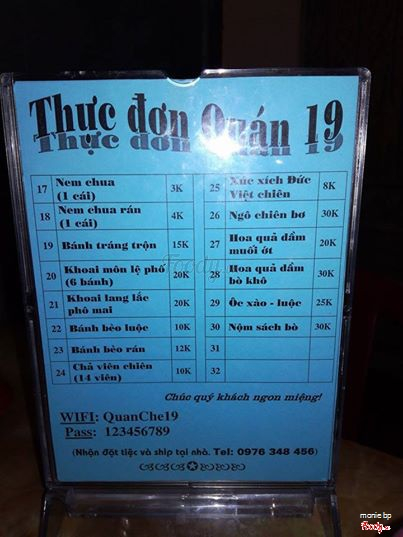 Thực đơn Quán 19
17 Nem chua (1 cái) 3K
18 Nem chua rán (1 cái) 4K
19 Bánh tráng trộn 15K
20 Khoai môn lệ phố (6 bánh) 20K
21 Khoai lang lắc phô mai 20K
22 Bánh bèo luộc 10K
23 Bánh bèo rán 12K
24 Chả viên chiên (14 viên) 10K
25 Xúc xích Đức Việt chiên 8K
26 Ngô chiên bơ 30K
27 Hoa quả dầm muối ớt 20K
28 Hoa quả dầm bò khô 30K
29 Ốc xào - luộc 25K
30 Nộm sách bò 30K
31
32
Chúc quý khách ngon miệng!
WIFI: QuanChe19
Pass: 123456789
(Nhận đặt tiệc và ship tại nhà. Tel: 0976 348 456)
Foody
monie bp
Foody.vn